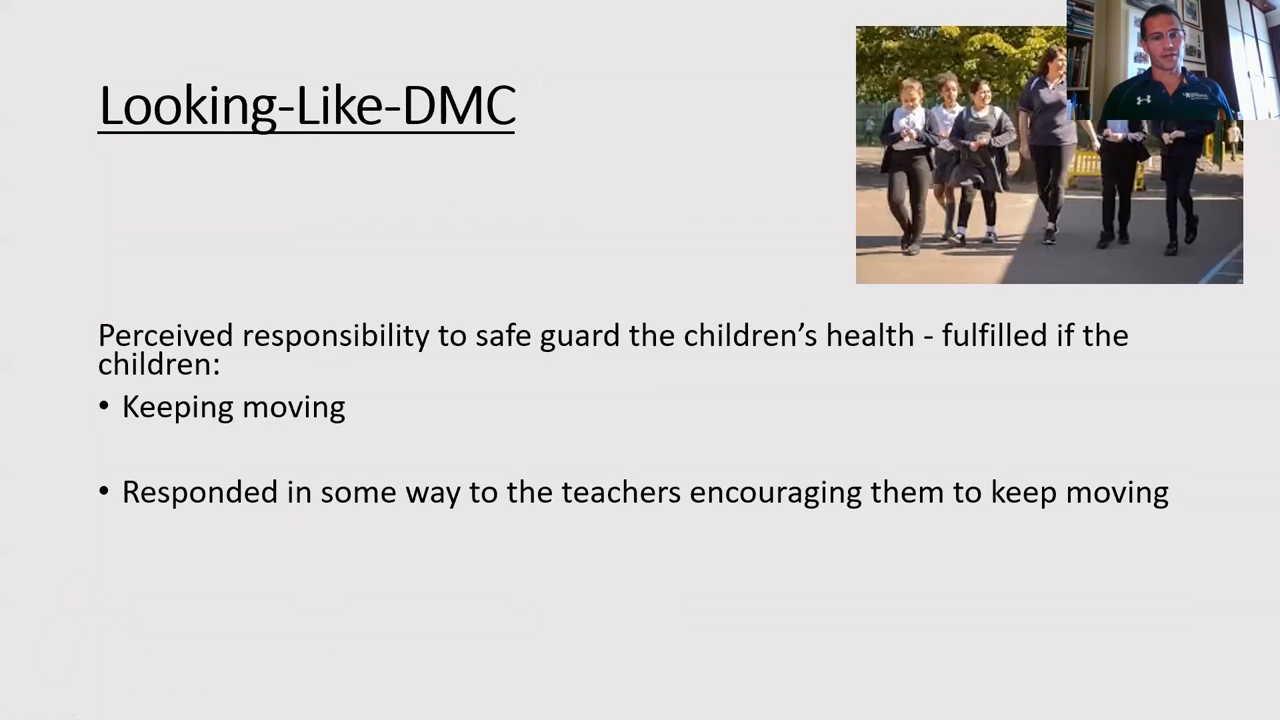 Looking-Like-DMC
Perceived responsibility to safe guard the children’s health - fulfilled if the
children:
• Keeping moving
• Responded in some way to the teachers encouraging them to keep moving